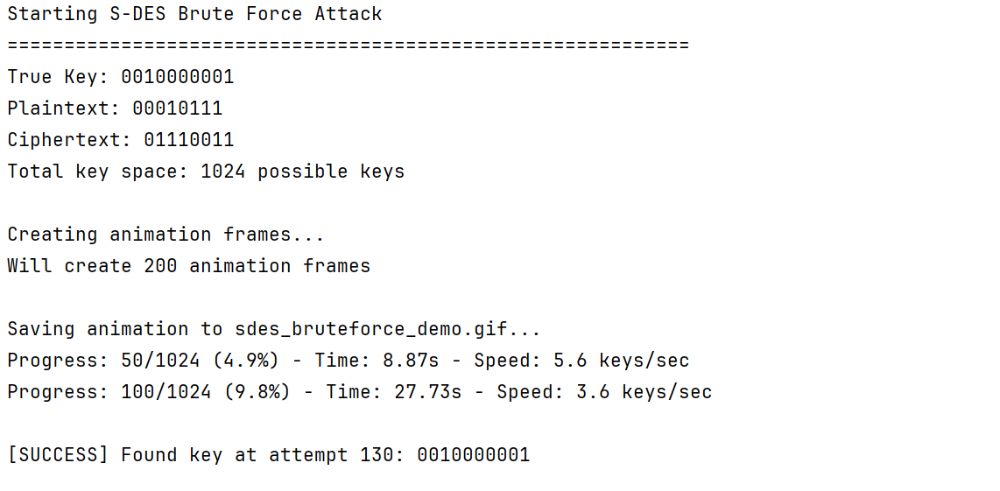 Starting S-DES Brute Force Attack
============================================================
True Key: 0010000001
Plaintext: 00010111
Ciphertext: 01110011
Total key space: 1024 possible keys
Creating animation frames...
Will create 200 animation frames
Saving animation to sdes_bruteforce_demo.gif...
Progress: 50/1024 (4.9%) - Time: 8.87s - Speed: 5.6 keys/sec
Progress: 100/1024 (9.8%) - Time: 27.73s - Speed: 3.6 keys/sec
[SUCCESS] Found key at attempt 130: 0010000001